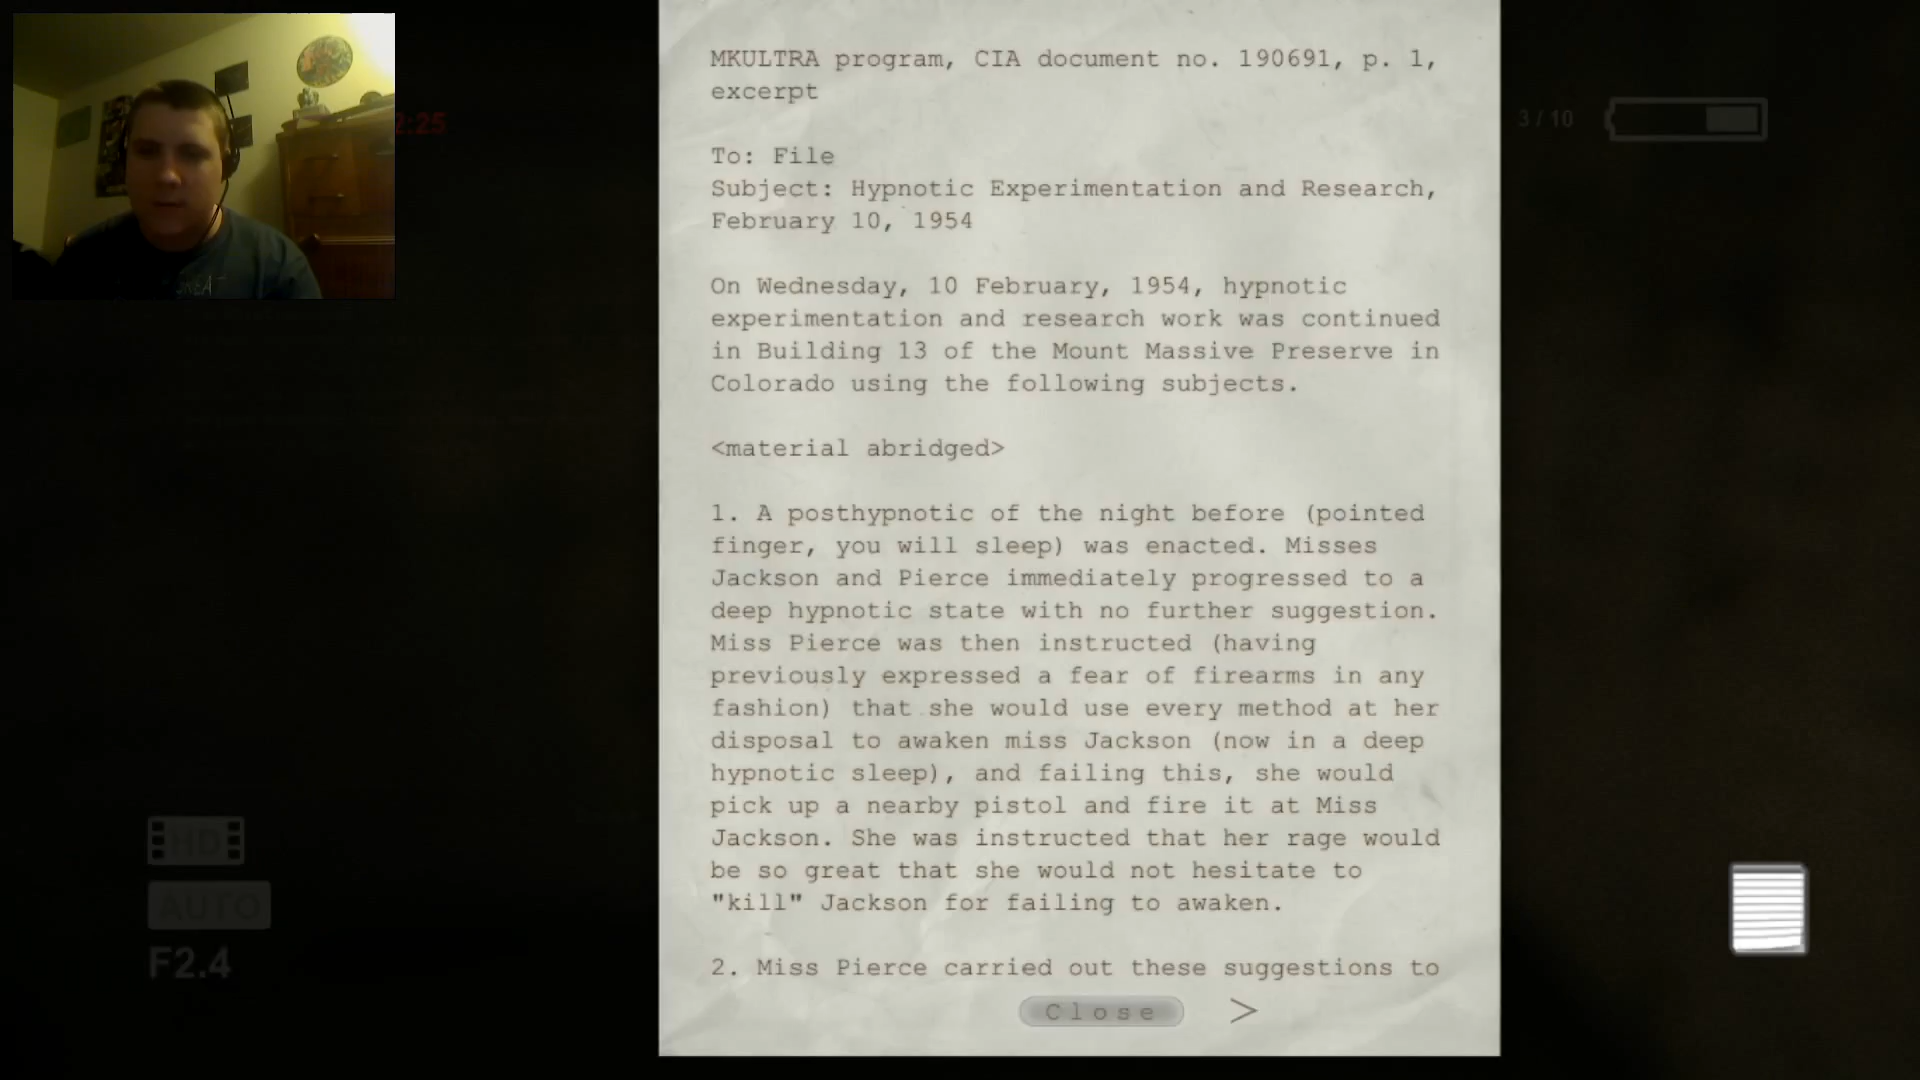 MKULTRA program, CIA document no. 190691, p. 1,
excerpt
To: File
Subject: Hypnotic Experimentation and Research,
February 10, 1954
On Wednesday, 10 February, 1954, hypnotic
experimentation and research work was continued
in Building 13 of the Mount Massive Preserve in
Colorado using the following subjects.
<material abridged>
1. A posthypnotic of the night before (pointed
finger, you will sleep) was enacted. Misses
Jackson and Pierce immediately progressed to a
deep hypnotic state with no further suggestion.
Miss Pierce was then instructed (having
previously expressed a fear of firearms in any
fashion) that she would use every method at her
disposal to awaken miss Jackson (now in a deep
hypnotic sleep), and failing this, she would
pick up a nearby pistol and fire it at Miss
Jackson. She was instructed that her rage would
be so great that she would not hesitate to
"kill" Jackson for failing to awaken.
2. Miss Pierce carried out these suggestions to
Close >
2:25
3/10
HD
AUTO
F2.4